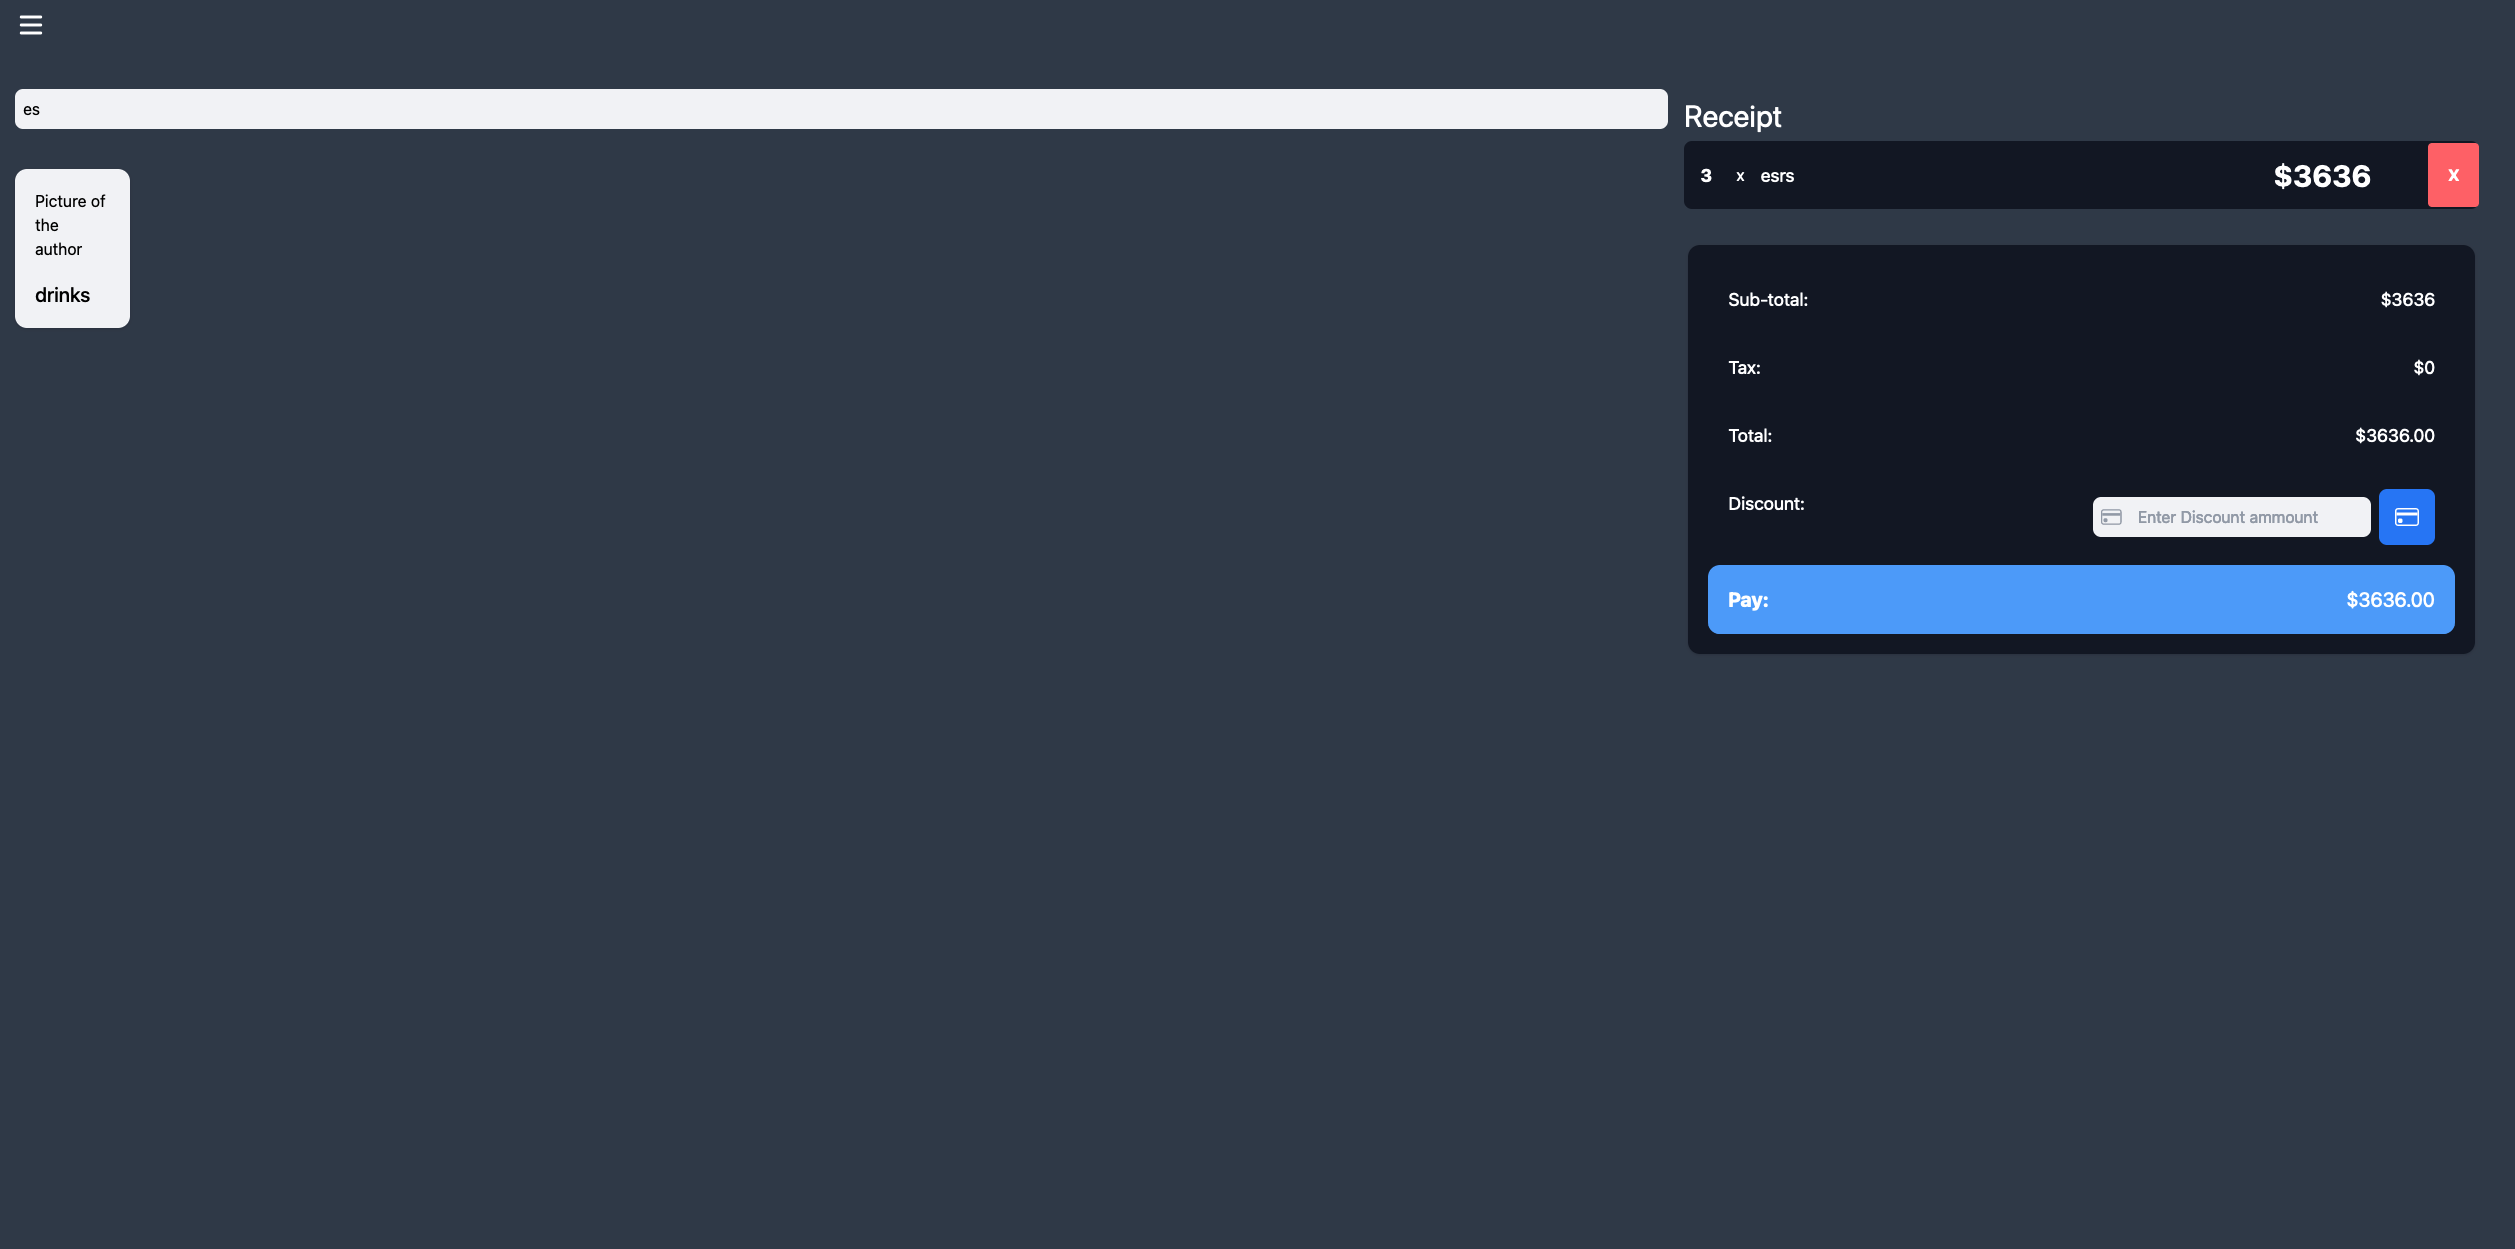 es
Picture of
the
author
drinks
Receipt
3 x esrs $3636 X
Sub-total: $3636
Tax: $0
Total: $3636.00
Discount: Enter Discount ammount
Pay: $3636.00